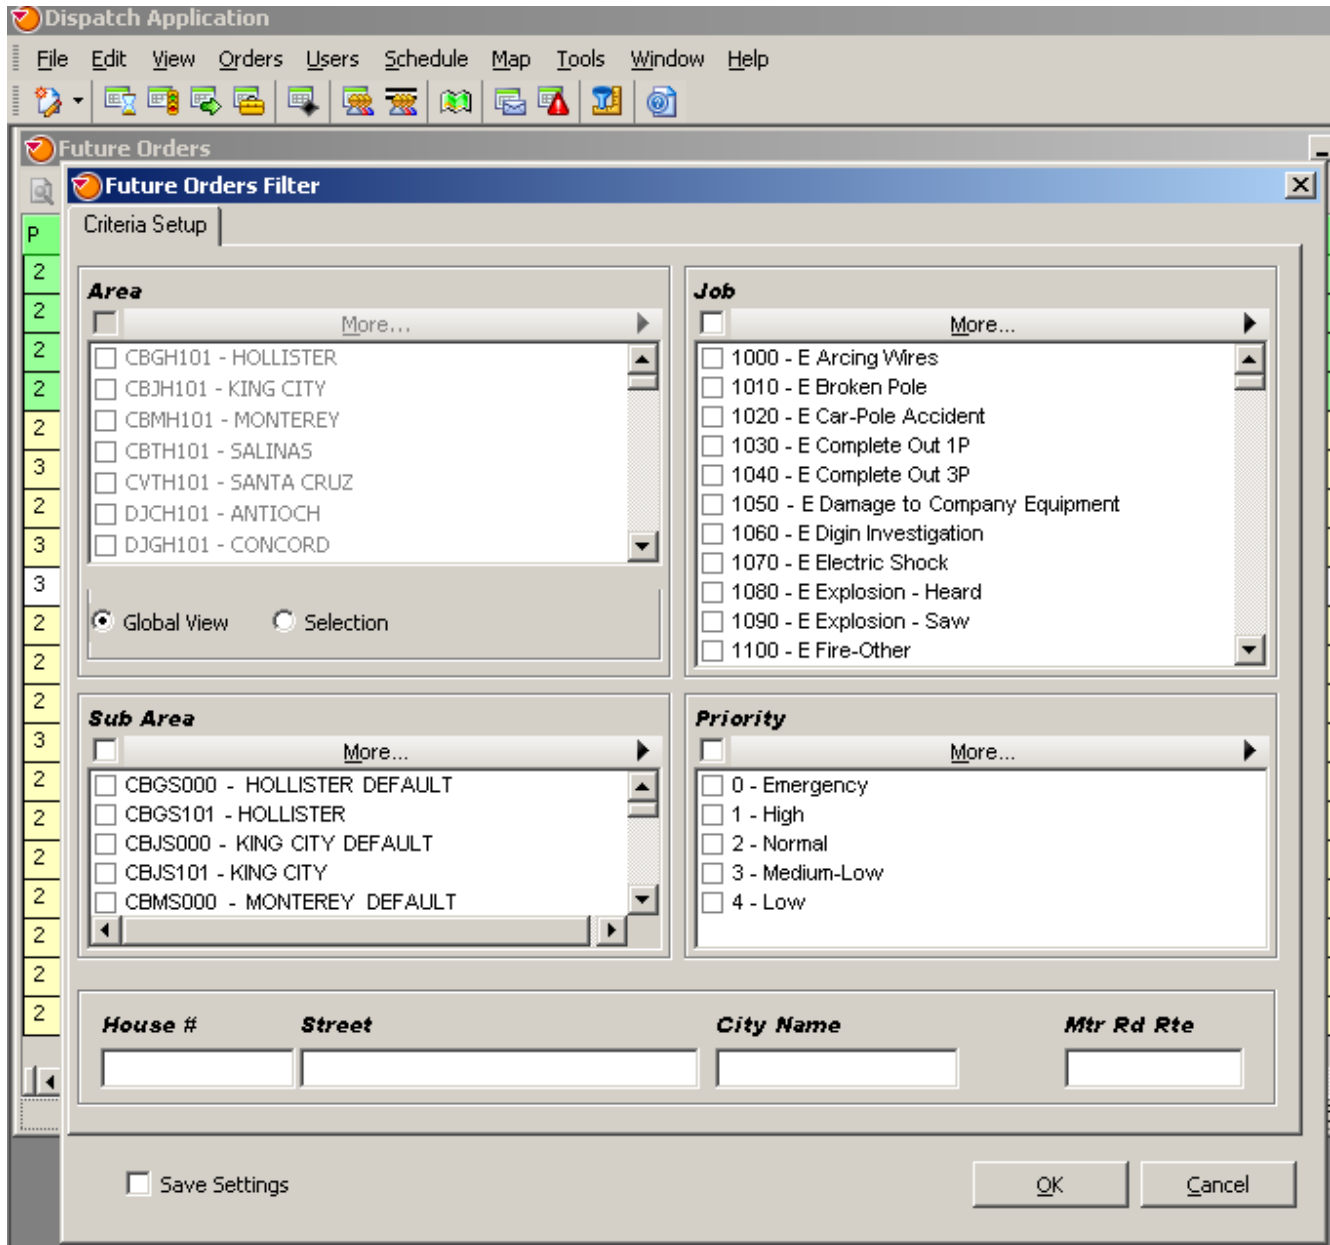 Dispatch Application
File Edit View Orders Users Schedule Map Tools Window Help
Future Orders
Future Orders Filter
Criteria Setup
P
2
2
2
2
2
3
2
3
3
2
2
2
3
2
2
2
2
2
2
2
Area
More...
CBGH101 - HOLLISTER
CBJH101 - KING CITY
CBMH101 - MONTEREY
CBTH101 - SALINAS
CVTH101 - SANTA CRUZ
DJCH101 - ANTIOCH
DJGH101 - CONCORD
Global View Selection
Job
More...
1000 - E Arcing Wires
1010 - E Broken Pole
1020 - E Car-Pole Accident
1030 - E Complete Out 1P
1040 - E Complete Out 3P
1050 - E Damage to Company Equipment
1060 - E Digin Investigation
1070 - E Electric Shock
1080 - E Explosion - Heard
1090 - E Explosion - Saw
1100 - E Fire-Other
Sub Area
More...
CBGS000 - HOLLISTER DEFAULT
CBGS101 - HOLLISTER
CBJS000 - KING CITY DEFAULT
CBJS101 - KING CITY
CBMS000 - MONTEREY DEFAULT
Priority
More...
0 - Emergency
1 - High
2 - Normal
3 - Medium-Low
4 - Low
House # Street City Name Mtr Rd Rte
Save Settings OK Cancel